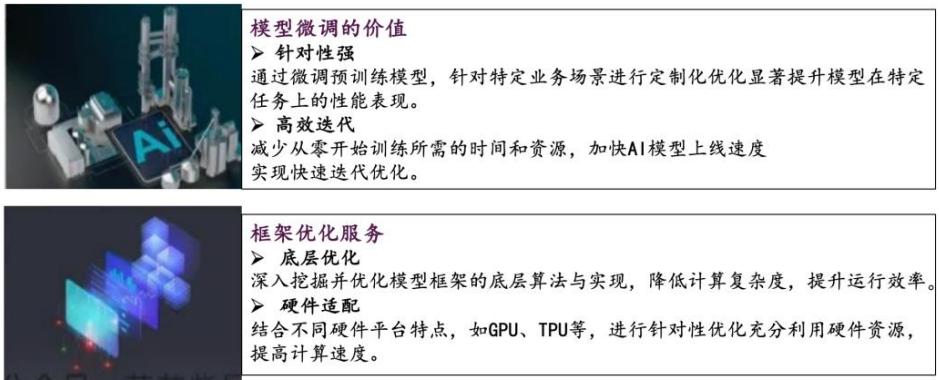 模型微调的价值
➢ 针对性强
通过微调预训练模型，针对特定业务场景进行定制化优化显著提升模型在特定
任务上的性能表现。
➢ 高效迭代
减少从零开始训练所需的时间和资源，加快AI模型上线速度
实现快速迭代优化。
Ai
框架优化服务
➢ 底层优化
深入挖掘并优化模型框架的底层算法与实现，降低计算复杂度，提升运行效率。
➢ 硬件适配
结合不同硬件平台特点，如GPU、TPU等，进行针对性优化充分利用硬件资源，
提高计算速度。